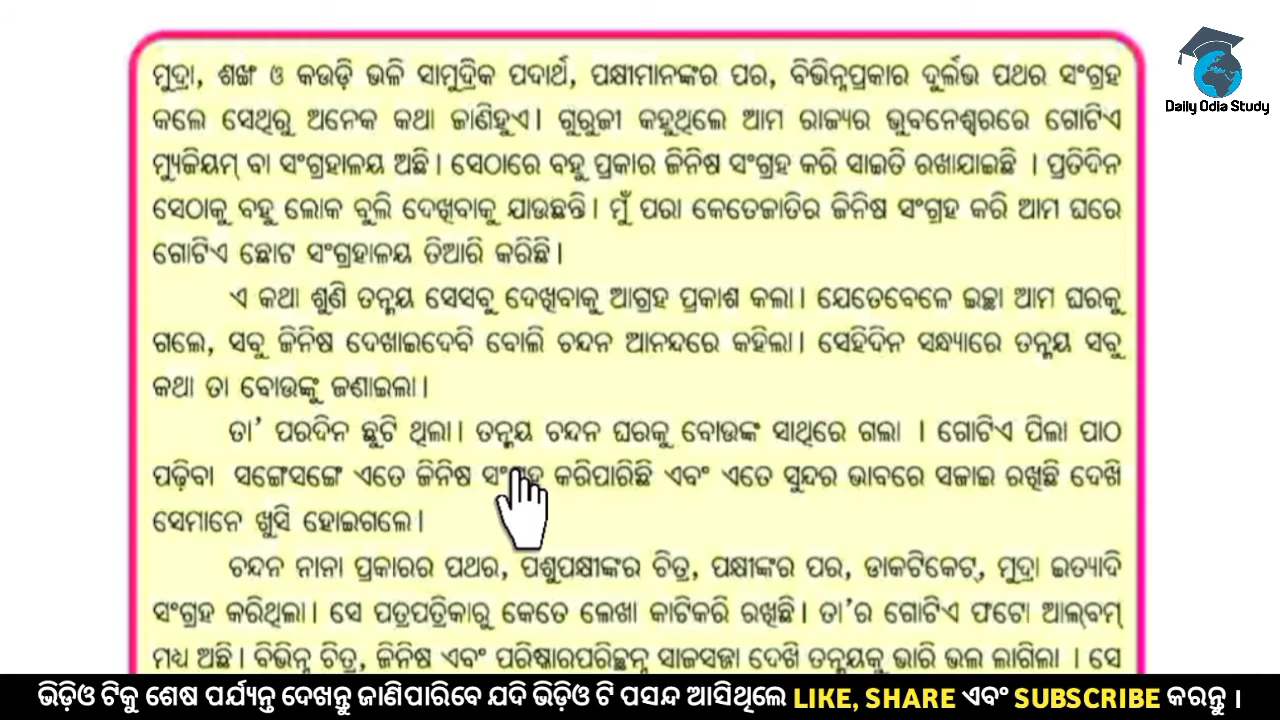 ମୁଦ୍ରା, ଶଙ୍ଖ ଓ କଉଡ଼ି ଭଳି ସାମୁଦ୍ରିକ ପଦାର୍ଥ, ପକ୍ଷୀମାନଙ୍କର ପର, ବିଭିନ୍ନପ୍ରକାର ଦୁର୍ଲଭ ପଥର ସଂଗ୍ରହ
କଲେ ସେଥିରୁ ଅନେକ କଥା ଜାଣିହୁଏ। ଗୁରୁଜୀ କହୁଥିଲେ ଆମ ରାଜ୍ୟର ଭୁବନେଶ୍ୱରରେ ଗୋଟିଏ
ମ୍ୟୁଜିୟମ୍ ବା ସଂଗ୍ରହାଳୟ ଅଛି। ସେଠାରେ ବହୁ ପ୍ରକାର ଜିନିଷ ସଂଗ୍ରହ କରି ସାଇତି ରଖାଯାଇଛି । ପ୍ରତିଦିନ
ସେଠାକୁ ବହୁ ଲୋକ ବୁଲି ଦେଖିବାକୁ ଯାଉଛନ୍ତି। ମୁଁ ପରା କେତେଜାତିର ଜିନିଷ ସଂଗ୍ରହ କରି ଆମ ଘରେ
ଗୋଟିଏ ଛୋଟ ସଂଗ୍ରହାଳୟ ତିଆରି କରିଛି।
ଏ କଥା ଶୁଣି ତନ୍ମୟ ସେସବୁ ଦେଖିବାକୁ ଆଗ୍ରହ ପ୍ରକାଶ କଲା। ଯେତେବେଳେ ଇଚ୍ଛା ଆମ ଘରକୁ
ଗଲେ, ସବୁ ଜିନିଷ ଦେଖାଇଦେବି ବୋଲି ଚନ୍ଦନ ଆନନ୍ଦରେ କହିଲା। ସେହିଦିନ ସନ୍ଧ୍ୟାରେ ତନ୍ମୟ ସବୁ
କଥା ତା ବୋଉଙ୍କୁ ଜଣାଇଲା।
ତା' ପରଦିନ ଛୁଟି ଥିଲା। ତନ୍ମୟ ଚନ୍ଦନ ଘରକୁ ବୋଉଙ୍କ ସାଥିରେ ଗଲା । ଗୋଟିଏ ପିଲା ପାଠ
ପଢ଼ିବା ସଙ୍ଗେସଙ୍ଗେ ଏତେ ଜିନିଷ ସଂଗ୍ରହ କରିପାରିଛି ଏବଂ ଏତେ ସୁନ୍ଦର ଭାବରେ ସଜାଇ ରଖିଛି ଦେଖି
ସେମାନେ ଖୁସି ହୋଇଗଲେ।
ଚନ୍ଦନ ନାନା ପ୍ରକାରର ପଥର, ପଶୁପକ୍ଷୀଙ୍କର ଚିତ୍ର, ପକ୍ଷୀଙ୍କର ପର, ଡାକଟିକେଟ୍, ମୁଦ୍ରା ଇତ୍ୟାଦି
ସଂଗ୍ରହ କରିଥିଲା। ସେ ପତ୍ରପତ୍ରିକାରୁ କେତେ ଲେଖା କାଟିକରି ରଖିଛି। ତା'ର ଗୋଟିଏ ଫଟୋ ଆଲ୍‌ବମ୍
ମଧ୍ୟ ଅଛି। ବିଭିନ୍ନ ଚିତ୍ର, ଜିନିଷ ଏବଂ ପରିଷ୍କାରପରିଚ୍ଛନ୍ନ ସାଜସଜ୍ଜା ଦେଖି ତନ୍ମୟକୁ ଭାରି ଭଲ ଲାଗିଲା । ସେ
Daily Odia Study
ଭିଡ଼ିଓ ଟିକୁ ଶେଷ ପର୍ଯ୍ୟନ୍ତ ଦେଖନ୍ତୁ ଜାଣିପାରିବେ ଯଦି ଭିଡ଼ିଓ ଟି ପସନ୍ଦ ଆସିଥିଲେ LIKE, SHARE ଏବଂ SUBSCRIBE କରନ୍ତୁ ।